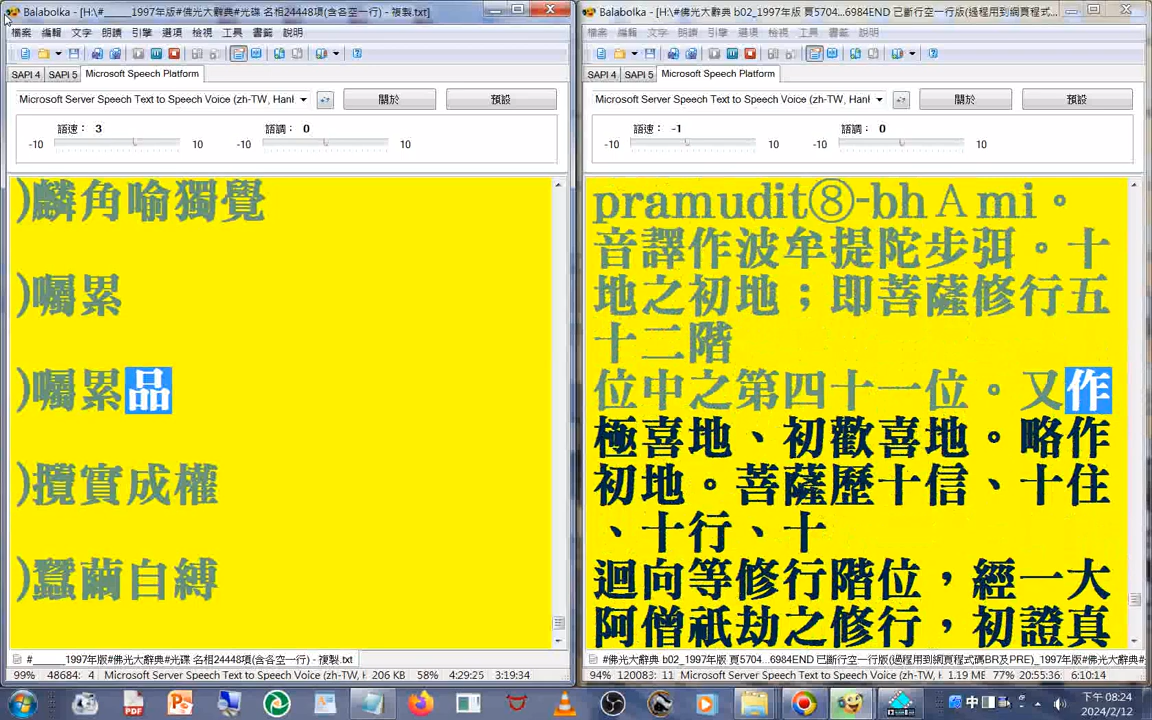 Balabolka - [H:\#_____1997年版#佛光大辭典#光碟 名相24448項(含各空一行) - 複製.txt]
檔案 編輯 文字 朗讀 引擎 選項 檢視 工具 書籤 說明
SAPI 4 SAPI 5 Microsoft Speech Platform
Microsoft Server Speech Text to Speech Voice (zh-TW, Hanl
關於
預設
語速： 3
語調： 0
-10 10 -10 10
)麟角喻獨覺
)囑累
)囑累品
)攬實成權
)蠶繭自縛
#_____1997年版#佛光大辭典#光碟 名相24448項(含各空一行) - 複製.txt
99% 48684: 4 Microsoft Server Speech Text to Speech Voice (zh-TW, H 206 KB 58% 4:29:25 3:19:34
Balabolka - [H:\#佛光大辭典 b02_1997年版 頁5704...6984END 已斷行空一行版(過程用到網頁程式...
檔案 編輯 文字 朗讀 引擎 選項 檢視 工具 書籤 說明
SAPI 4 SAPI 5 Microsoft Speech Platform
Microsoft Server Speech Text to Speech Voice (zh-TW, Hanl
關於
預設
語速： -1
語調： 0
-10 10 -10 10
pramudit⑧-bhＡmi。
音譯作波牟提陀步弭。十
地之初地；即菩薩修行五
十二階
位中之第四十一位。又作
極喜地、初歡喜地。略作
初地。菩薩歷十信、十住
、十行、十
迴向等修行階位，經一大
阿僧祇劫之修行，初證真
#佛光大辭典 b02_1997年版 頁5704...6984END 已斷行空一行版(過程用到網頁程式碼BR及PRE)_1997年版#佛光大辭典#
94% 120083: 11 Microsoft Server Speech Text to Speech Voice (zh-TW, H 1.19 MB 77% 20:55:36 6:10:14
中
下午 08:24
2024/2/12